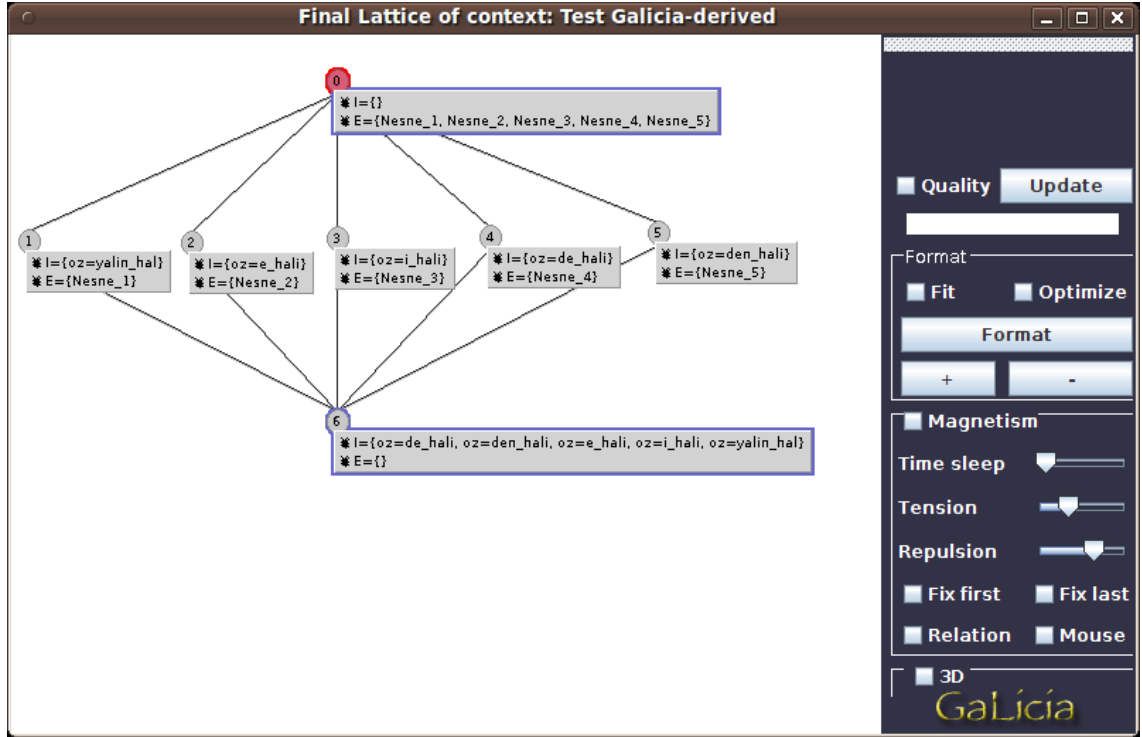 Final Lattice of context: Test Galicia-derived
0
I={}
E={Nesne_1, Nesne_2, Nesne_3, Nesne_4, Nesne_5}
1
I={oz=yalin_hal}
E={Nesne_1}
2
I={oz=e_hali}
E={Nesne_2}
3
I={oz=i_hali}
E={Nesne_3}
4
I={oz=de_hali}
E={Nesne_4}
5
I={oz=den_hali}
E={Nesne_5}
6
I={oz=de_hali, oz=den_hali, oz=e_hali, oz=i_hali, oz=yalin_hal}
E={}
Quality Update
Format
Fit Optimize
Format
+ -
Magnetism
Time sleep
Tension
Repulsion
Fix first Fix last
Relation Mouse
3D
GaLicia